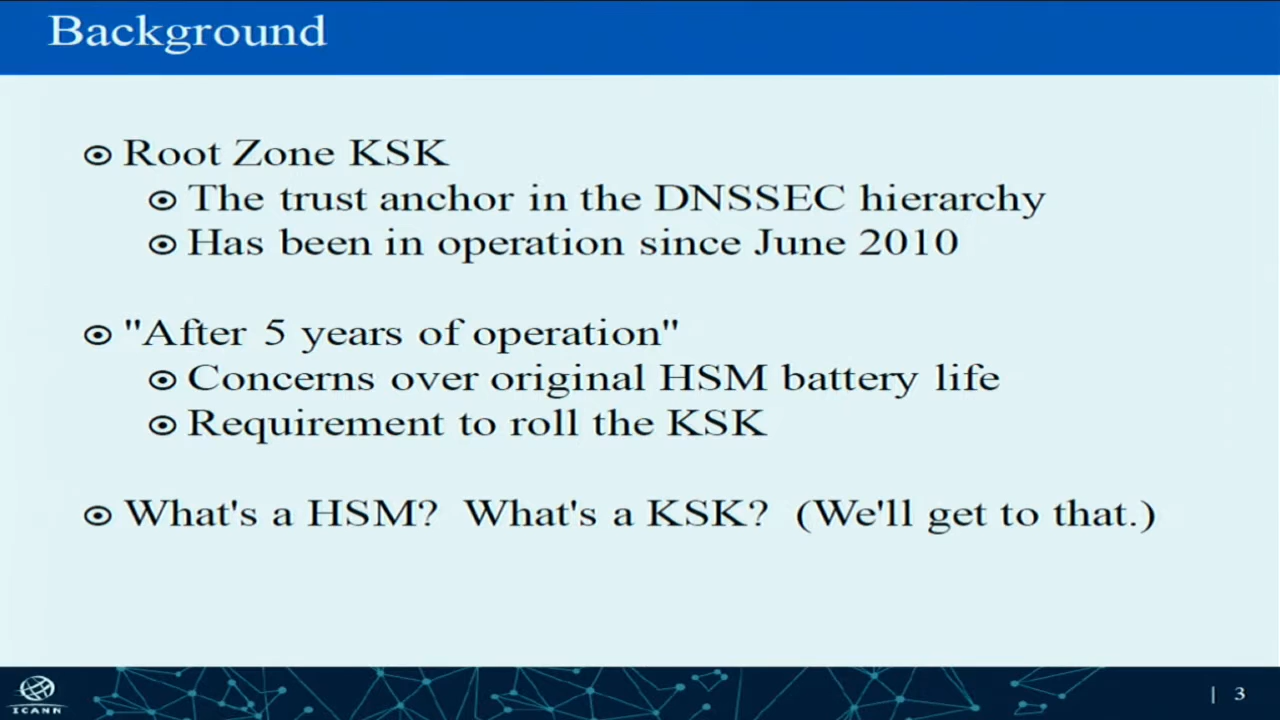 Background
Root Zone KSK
The trust anchor in the DNSSEC hierarchy
Has been in operation since June 2010
"After 5 years of operation"
Concerns over original HSM battery life
Requirement to roll the KSK
What's a HSM?  What's a KSK?  (We'll get to that.)
ICANN
| 3